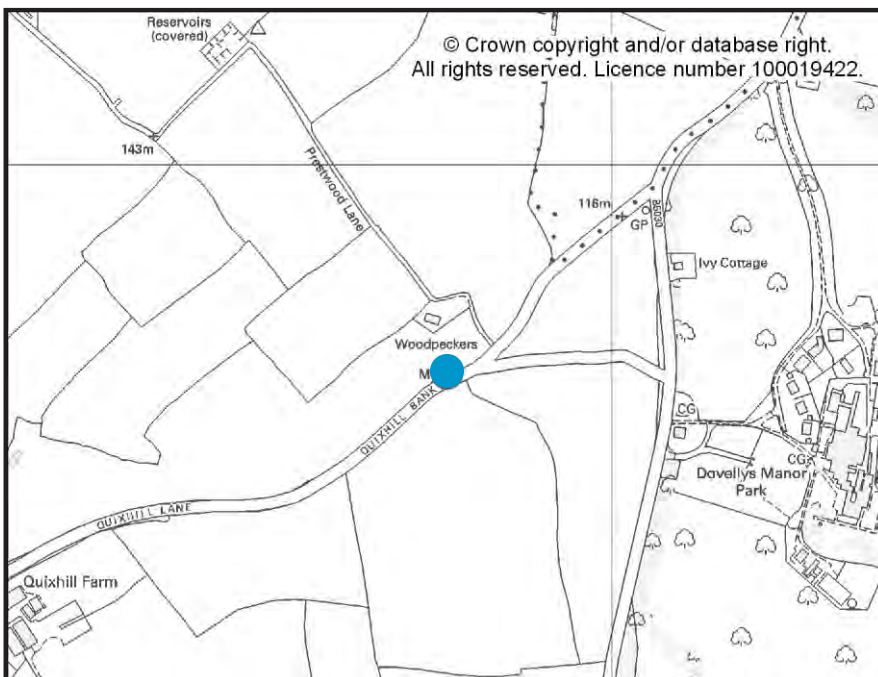 Reservoirs
(covered)
© Crown copyright and/or database right.
All rights reserved. Licence number 100019422.
143m
Prestwood Lane
116m
GP
B5030
Ivy Cottage
Woodpeckers
QUIXHILL BANK
CG
CG
Dovellys Manor
Park
QUIXHILL LANE
Quixhill Farm